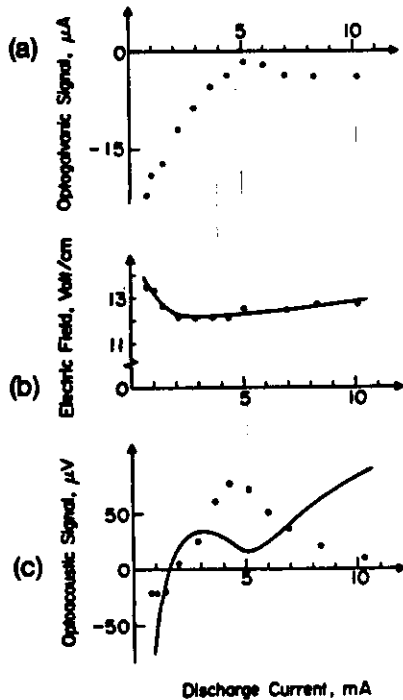 (a)
Optogalvanic Signal, μA
0
-15
5
10
(b)
Electric Field, Volt/cm
13
11
0
5
10
(c)
Optoacoustic Signal, μV
50
0
-50
5
10
Discharge Current, mA